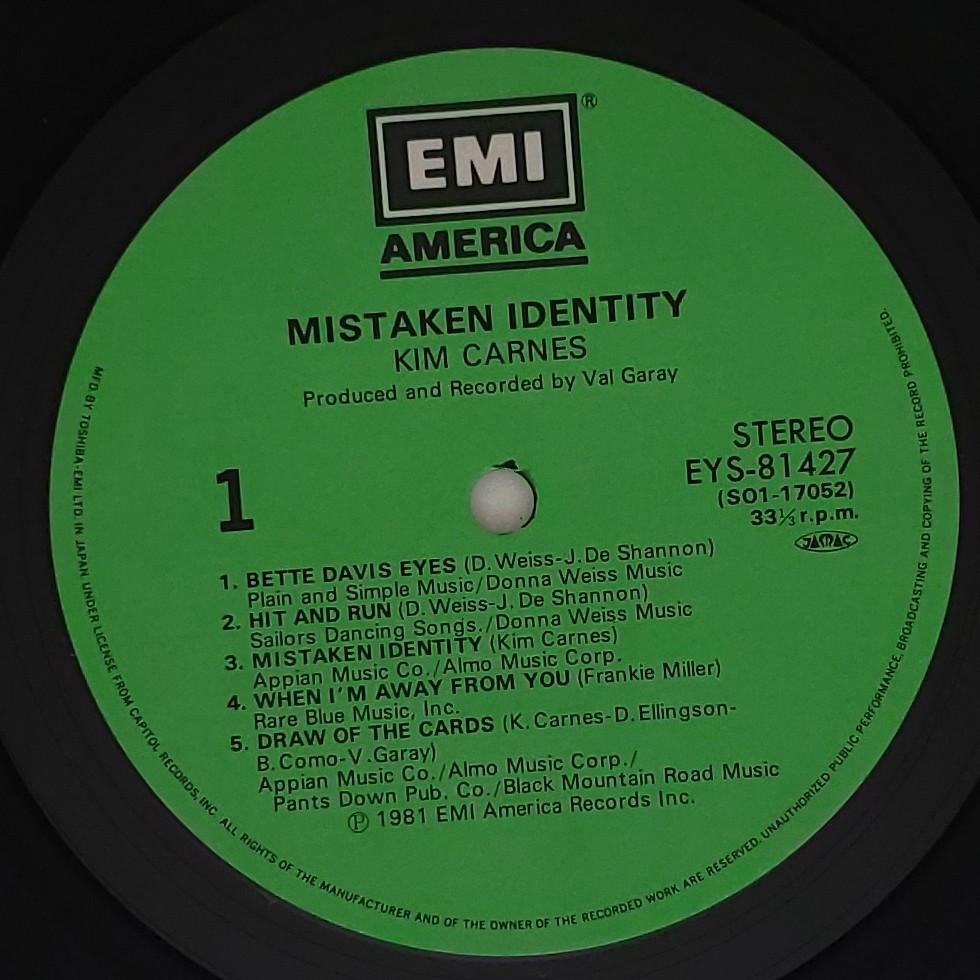 EMI
®
AMERICA
MISTAKEN IDENTITY
KIM CARNES
Produced and Recorded by Val Garay
STEREO
EYS-81427
(SO1-17052)
33⅓ r.p.m.
JASRAC
1
1. BETTE DAVIS EYES (D. Weiss-J. De Shannon)
Plain and Simple Music/Donna Weiss Music
2. HIT AND RUN (D. Weiss-J. De Shannon)
Sailors Dancing Songs./Donna Weiss Music
3. MISTAKEN IDENTITY (Kim Carnes)
Appian Music Co./Almo Music Corp.
4. WHEN I'M AWAY FROM YOU (Frankie Miller)
Rare Blue Music, Inc.
5. DRAW OF THE CARDS (K. Carnes-D. Ellingson-
B. Como-V. Garay)
Appian Music Co./Almo Music Corp./
Pants Down Pub. Co./Black Mountain Road Music
Ⓟ 1981 EMI America Records Inc.
MFD. BY TOSHIBA-EMI LTD. IN JAPAN. UNDER LICENSE FROM CAPITOL RECORDS, INC. ALL RIGHTS OF THE MANUFACTURER AND OF THE OWNER OF THE RECORDED WORK ARE RESERVED. UNAUTHORIZED PUBLIC PERFORMANCE, BROADCASTING AND COPYING OF THE RECORD PROHIBITED.